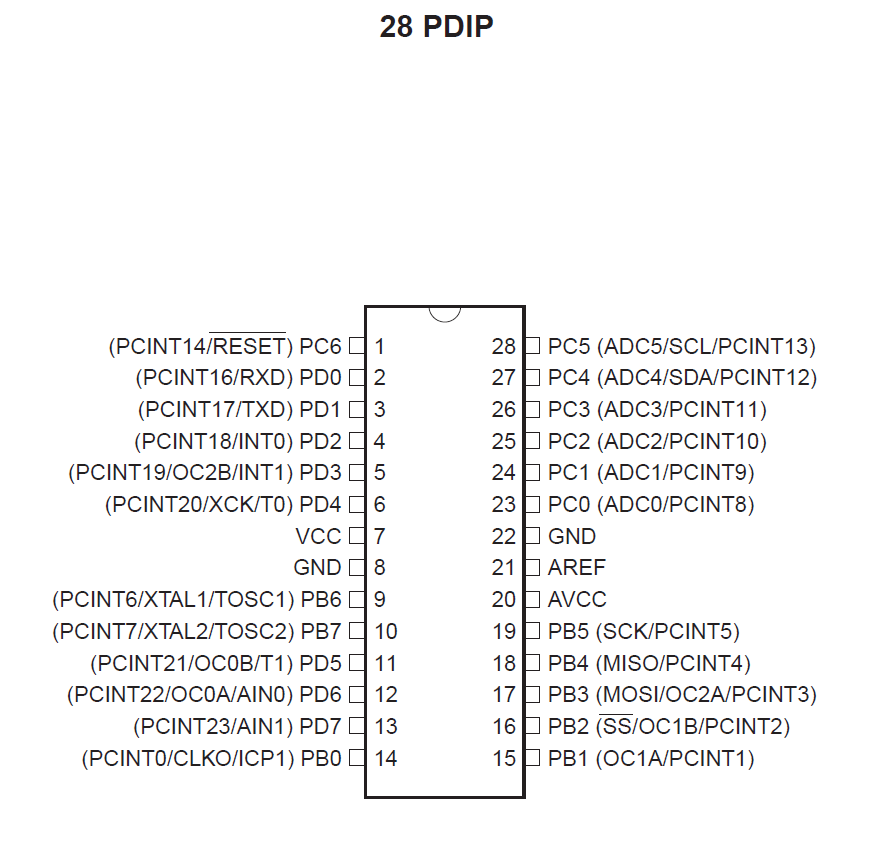 28 PDIP
(PCINT14/RESET) PC6 1 28 PC5 (ADC5/SCL/PCINT13)
(PCINT16/RXD) PD0 2 27 PC4 (ADC4/SDA/PCINT12)
(PCINT17/TXD) PD1 3 26 PC3 (ADC3/PCINT11)
(PCINT18/INT0) PD2 4 25 PC2 (ADC2/PCINT10)
(PCINT19/OC2B/INT1) PD3 5 24 PC1 (ADC1/PCINT9)
(PCINT20/XCK/T0) PD4 6 23 PC0 (ADC0/PCINT8)
VCC 7 22 GND
GND 8 21 AREF
(PCINT6/XTAL1/TOSC1) PB6 9 20 AVCC
(PCINT7/XTAL2/TOSC2) PB7 10 19 PB5 (SCK/PCINT5)
(PCINT21/OC0B/T1) PD5 11 18 PB4 (MISO/PCINT4)
(PCINT22/OC0A/AIN0) PD6 12 17 PB3 (MOSI/OC2A/PCINT3)
(PCINT23/AIN1) PD7 13 16 PB2 (SS/OC1B/PCINT2)
(PCINT0/CLKO/ICP1) PB0 14 15 PB1 (OC1A/PCINT1)